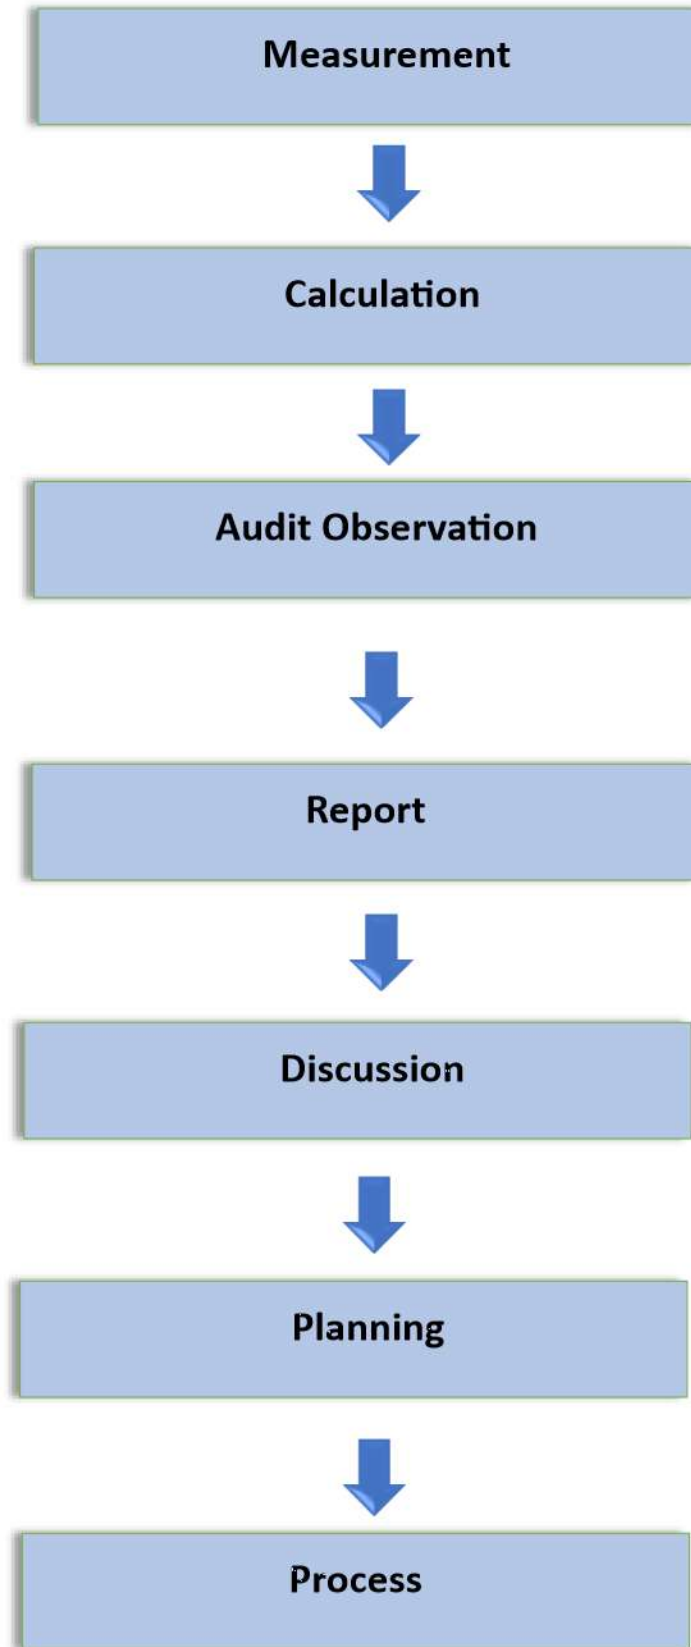 Measurement
Calculation
Audit Observation
Report
Discussion
Planning
Process